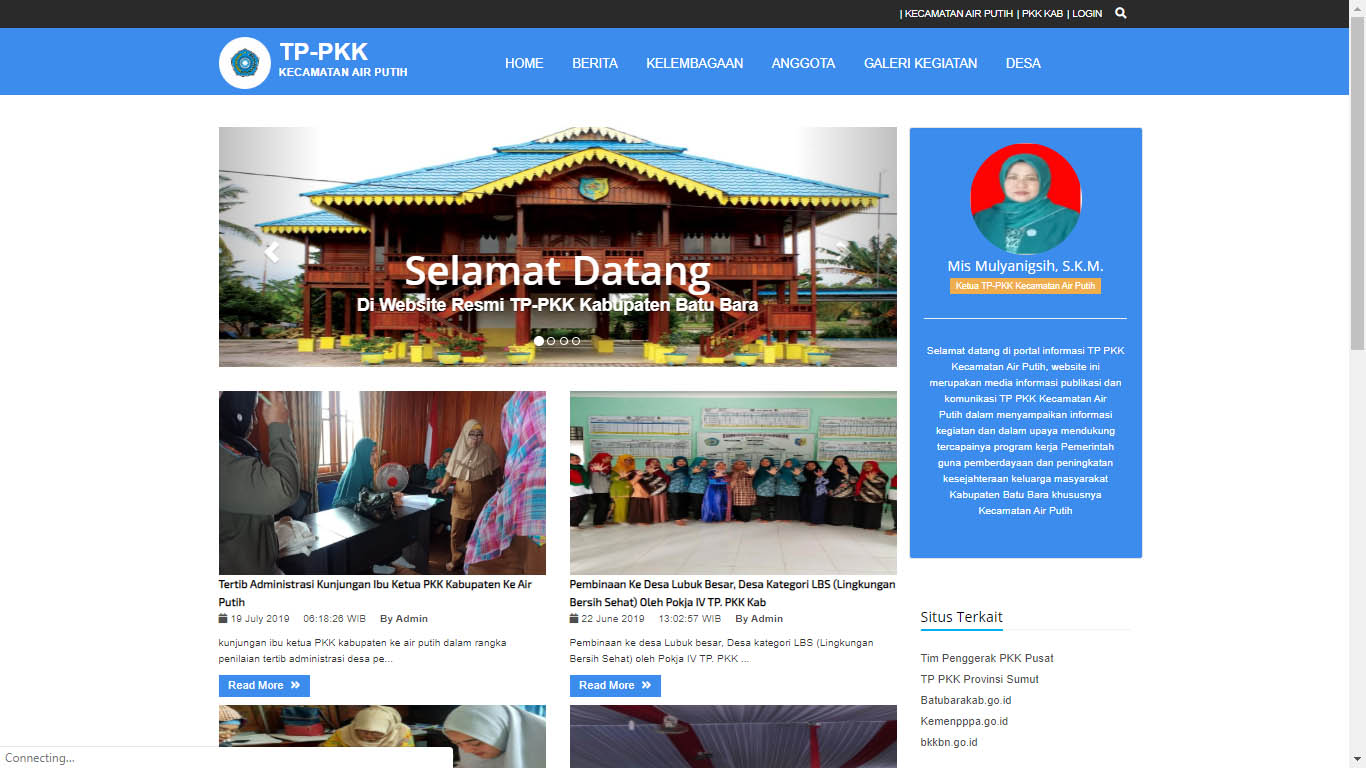 | KECAMATAN AIR PUTIH | PKK KAB | LOGIN
TP-PKK
KECAMATAN AIR PUTIH
HOME BERITA KELEMBAGAAN ANGGOTA GALERI KEGIATAN DESA
Selamat Datang
Di Website Resmi TP-PKK Kabupaten Batu Bara
Mis Mulyanigsih, S.K.M.
Ketua TP-PKK Kecamatan Air Putih
Selamat datang di portal informasi TP PKK
Kecamatan Air Putih, website ini
merupakan media informasi publikasi dan
komunikasi TP PKK Kecamatan Air
Putih dalam menyampaikan informasi
kegiatan dan dalam upaya mendukung
tercapainya program kerja Pemerintah
guna pemberdayaan dan peningkatan
kesejahteraan keluarga masyarakat
Kabupaten Batu Bara khususnya
Kecamatan Air Putih
Tertib Administrasi Kunjungan Ibu Ketua PKK Kabupaten Ke Air
Putih
19 July 2019 06:18:26 WIB By Admin
kunjungan ibu ketua PKK kabupaten ke air putih dalam rangka
penilaian tertib administrasi desa pe...
Read More
Pembinaan Ke Desa Lubuk Besar, Desa Kategori LBS (Lingkungan
Bersih Sehat) Oleh Pokja IV TP. PKK Kab
22 June 2019 13:02:57 WIB By Admin
Pembinaan ke desa Lubuk besar, Desa kategori LBS (Lingkungan
Bersih Sehat) oleh Pokja IV TP. PKK ...
Read More
Situs Terkait
Tim Penggerak PKK Pusat
TP PKK Provinsi Sumut
Batubarakab.go.id
Kemenpppa.go.id
bkkbn.go.id
Connecting...